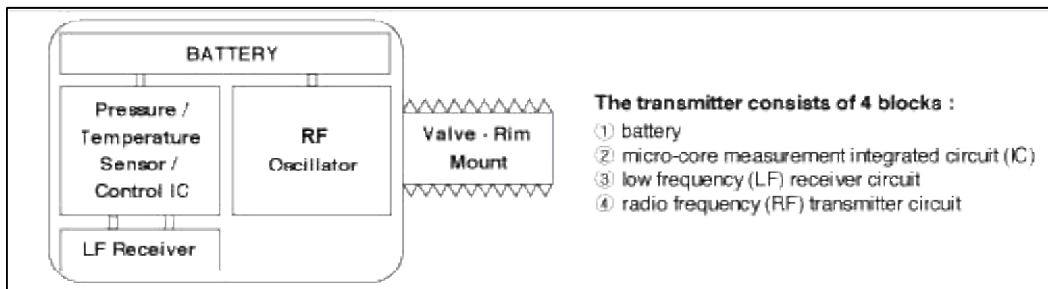 BATTERY
Pressure /
Temperature
Sensor /
Control IC
RF
Oscillator
Valve - Rim
Mount
LF Receiver
The transmitter consists of 4 blocks :
① battery
② micro-core measurement integrated circuit (IC)
③ low frequency (LF) receiver circuit
④ radio frequency (RF) transmitter circuit